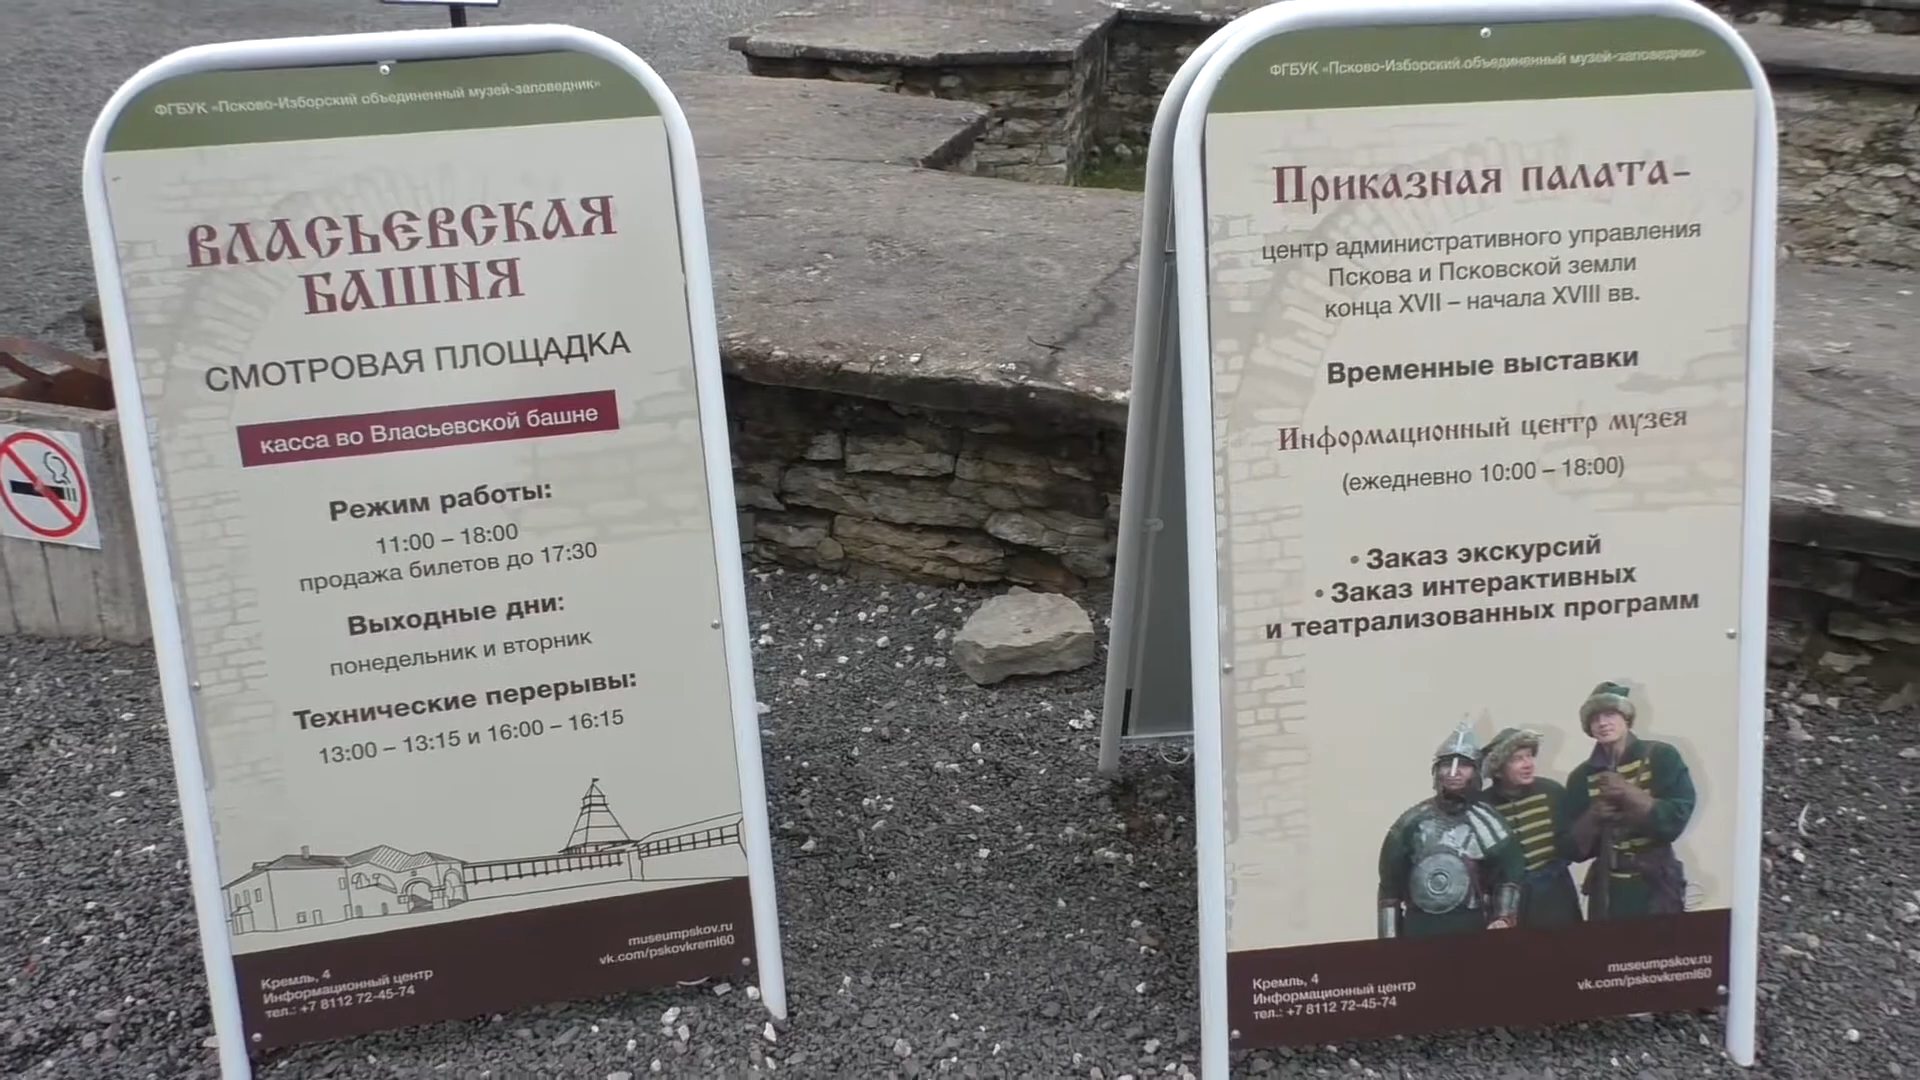 ФГБУК «Псково-Изборский объединенный музей-заповедник»
ВЛАСЬЕВСКАЯ
БАШНЯ
СМОТРОВАЯ ПЛОЩАДКА
касса во Власьевской башне
Режим работы:
11:00 – 18:00
продажа билетов до 17:30
Выходные дни:
понедельник и вторник
Технические перерывы:
13:00 – 13:15 и 16:00 – 16:15
museumpskov.ru
vk.com/pskovkreml60
Кремль, 4
Информационный центр
тел.: +7 8112 72-45-74
ФГБУК «Псково-Изборский объединенный музей-заповедник»
Приказная палата–
центр административного управления
Пскова и Псковской земли
конца XVII – начала XVIII вв.
Временные выставки
Информационный центр музея
(ежедневно 10:00 – 18:00)
• Заказ экскурсий
• Заказ интерактивных
и театрализованных программ
museumpskov.ru
vk.com/pskovkreml60
Кремль, 4
Информационный центр
тел.: +7 8112 72-45-74